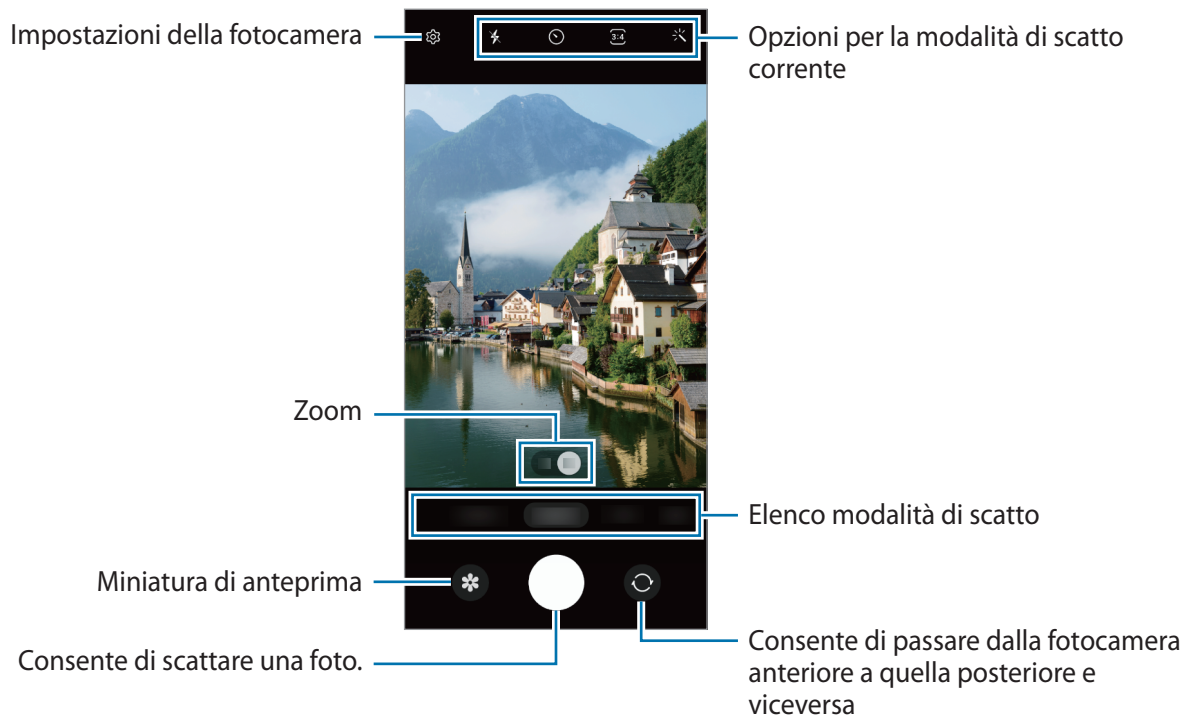 Impostazioni della fotocamera
3:4
Opzioni per la modalità di scatto
corrente
Zoom
Elenco modalità di scatto
Miniatura di anteprima
Consente di scattare una foto.
Consente di passare dalla fotocamera
anteriore a quella posteriore e
viceversa